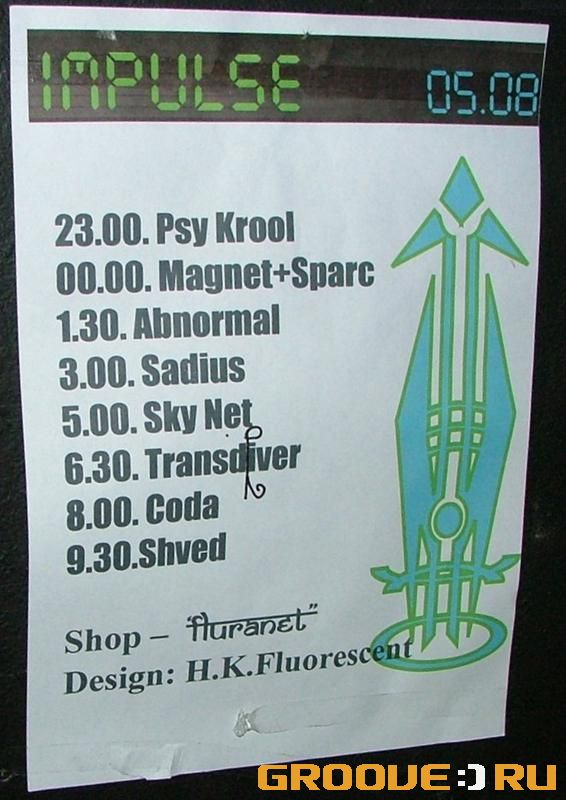 IMPULSE 05.08
23.00. Psy Krool
00.00. Magnet+Sparc
1.30. Abnormal
3.00. Sadius
5.00. Sky Net
6.30. Transdiver
8.00. Coda
9.30.Shved
Shop – "fluranet"
Design: H.K.Fluorescent
GROOVE:) RU